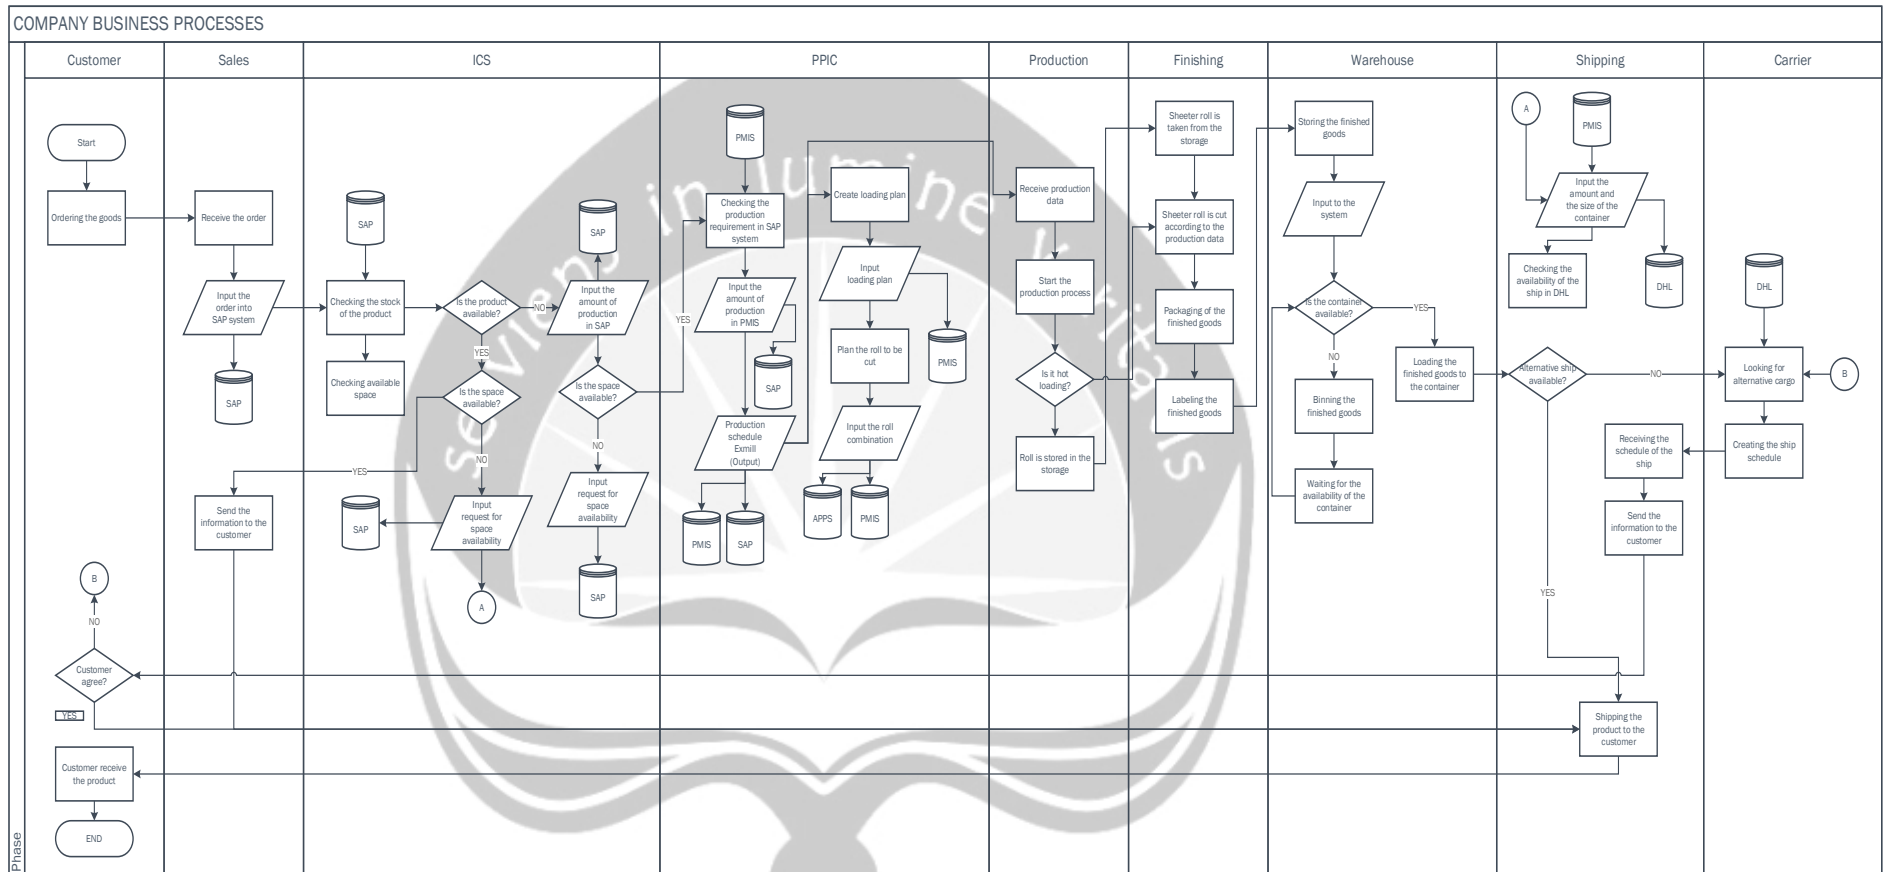 COMPANY BUSINESS PROCESSES
Phase
Customer
Sales
ICS
PPIC
Production
Finishing
Warehouse
Shipping
Carrier
Start
Ordering the goods
B
NO
Customer
agree?
YES
Customer receive
the product
END
Receive the order
Input the
order into
SAP system
SAP
Send the
information to the
customer
SAP
Checking the stock
of the product
Checking available
space
Is the product
available?
NO
YES
Is the space
available?
YES
NO
Input
request for
space
availability
SAP
A
SAP
Input the
amount of
production
in SAP
Is the space
available?
YES
NO
Input
request for
space
availability
SAP
PMIS
Checking the
production
requirement in SAP
system
Input the
amount of
production
in PMIS
SAP
Production
schedule
Exmill
(Output)
PMIS
SAP
Create loading plan
Input
loading plan
PMIS
Plan the roll to be
cut
Input the roll
combination
APPS
PMIS
Receive production
data
Start the
production process
Is it hot
loading?
Roll is stored in the
storage
Sheeter roll is
taken from the
storage
Sheeter roll is cut
according to the
production data
Packaging of the
finished goods
Labeling the
finished goods
Storing the finished
goods
Input to the
system
Is the container
available?
YES
NO
Binning the
finished goods
Waiting for the
availability of the
container
Loading the
finished goods to
the container
A
PMIS
Input the
amount and
the size of the
container
Checking the
availability of the
ship in DHL
DHL
Alternative ship
available?
NO
YES
Receiving the
schedule of the
ship
Send the
information to the
customer
Shipping the
product to the
customer
DHL
Looking for
alternative cargo
B
Creating the ship
schedule
serviens in lumine veritatis